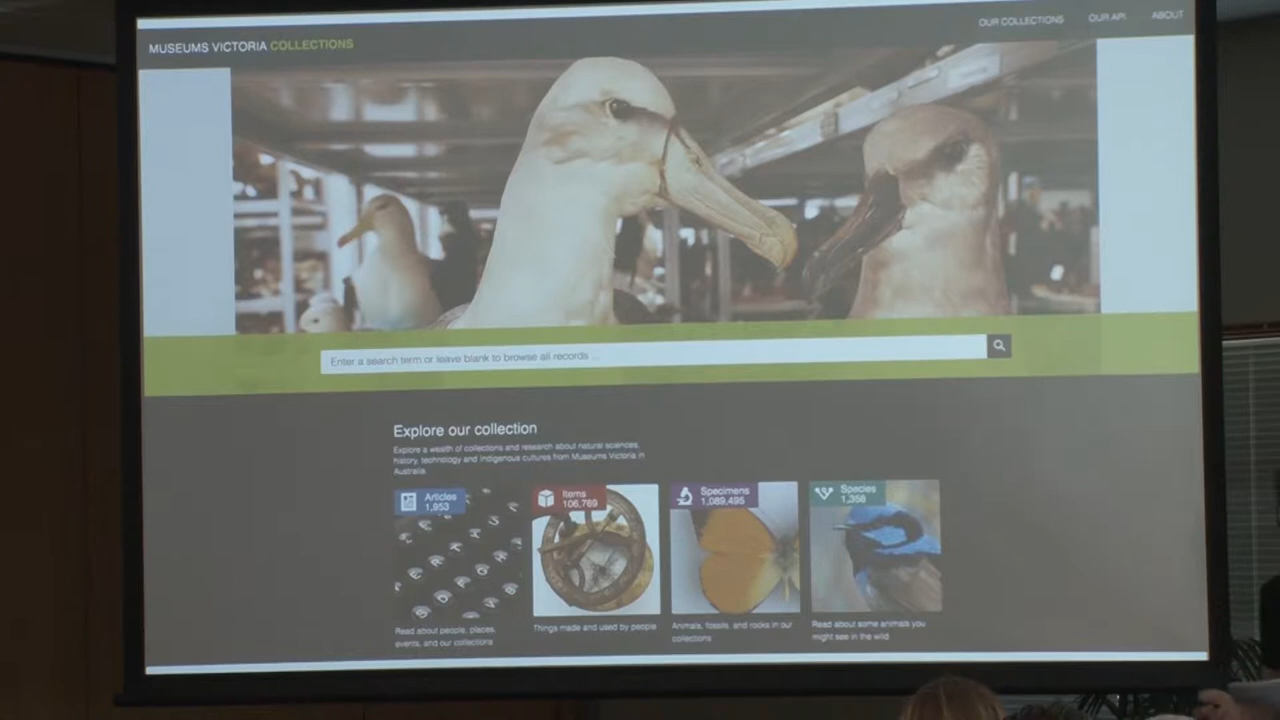 MUSEUMS VICTORIA COLLECTIONS
OUR COLLECTIONS OUR API ABOUT
Enter a search term or leave blank to browse all records ...
Explore our collection
Explore a wealth of collections and research about natural sciences,
history, technology and Indigenous cultures from Museums Victoria in
Australia.
Articles
1,953
Read about people, places,
events, and our collections
Items
106,769
Things made and used by people
Specimens
1,089,495
Animals, fossils, and rocks in our
collections
Species
1,358
Read about some animals you
might see in the wild